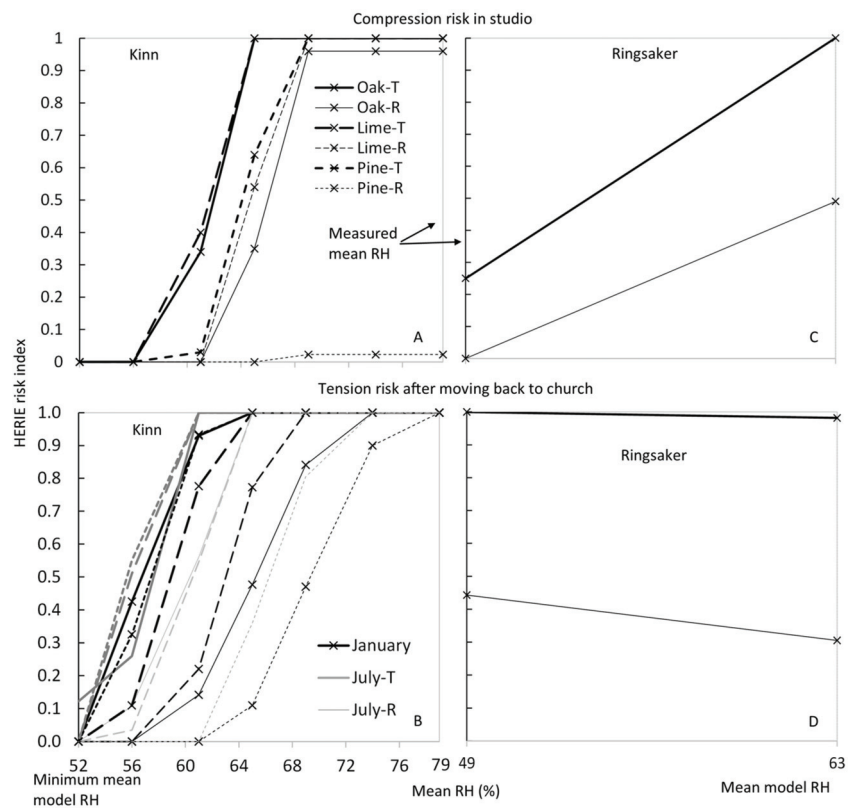 Compression risk in studio
HERIE risk index
1
0.9
0.8
0.7
0.6
0.5
0.4
0.3
0.2
0.1
0
Kinn
Oak-T
Oak-R
Lime-T
Lime-R
Pine-T
Pine-R
Measured
mean RH
A
Ringsaker
C
Tension risk after moving back to church
1.0
0.9
0.8
0.7
0.6
0.5
0.4
0.3
0.2
0.1
0.0
Kinn
January
July-T
July-R
B
Ringsaker
D
52 56 60 64 68 72 76 79
49 63
Minimum mean
model RH
Mean RH (%)
Mean model RH